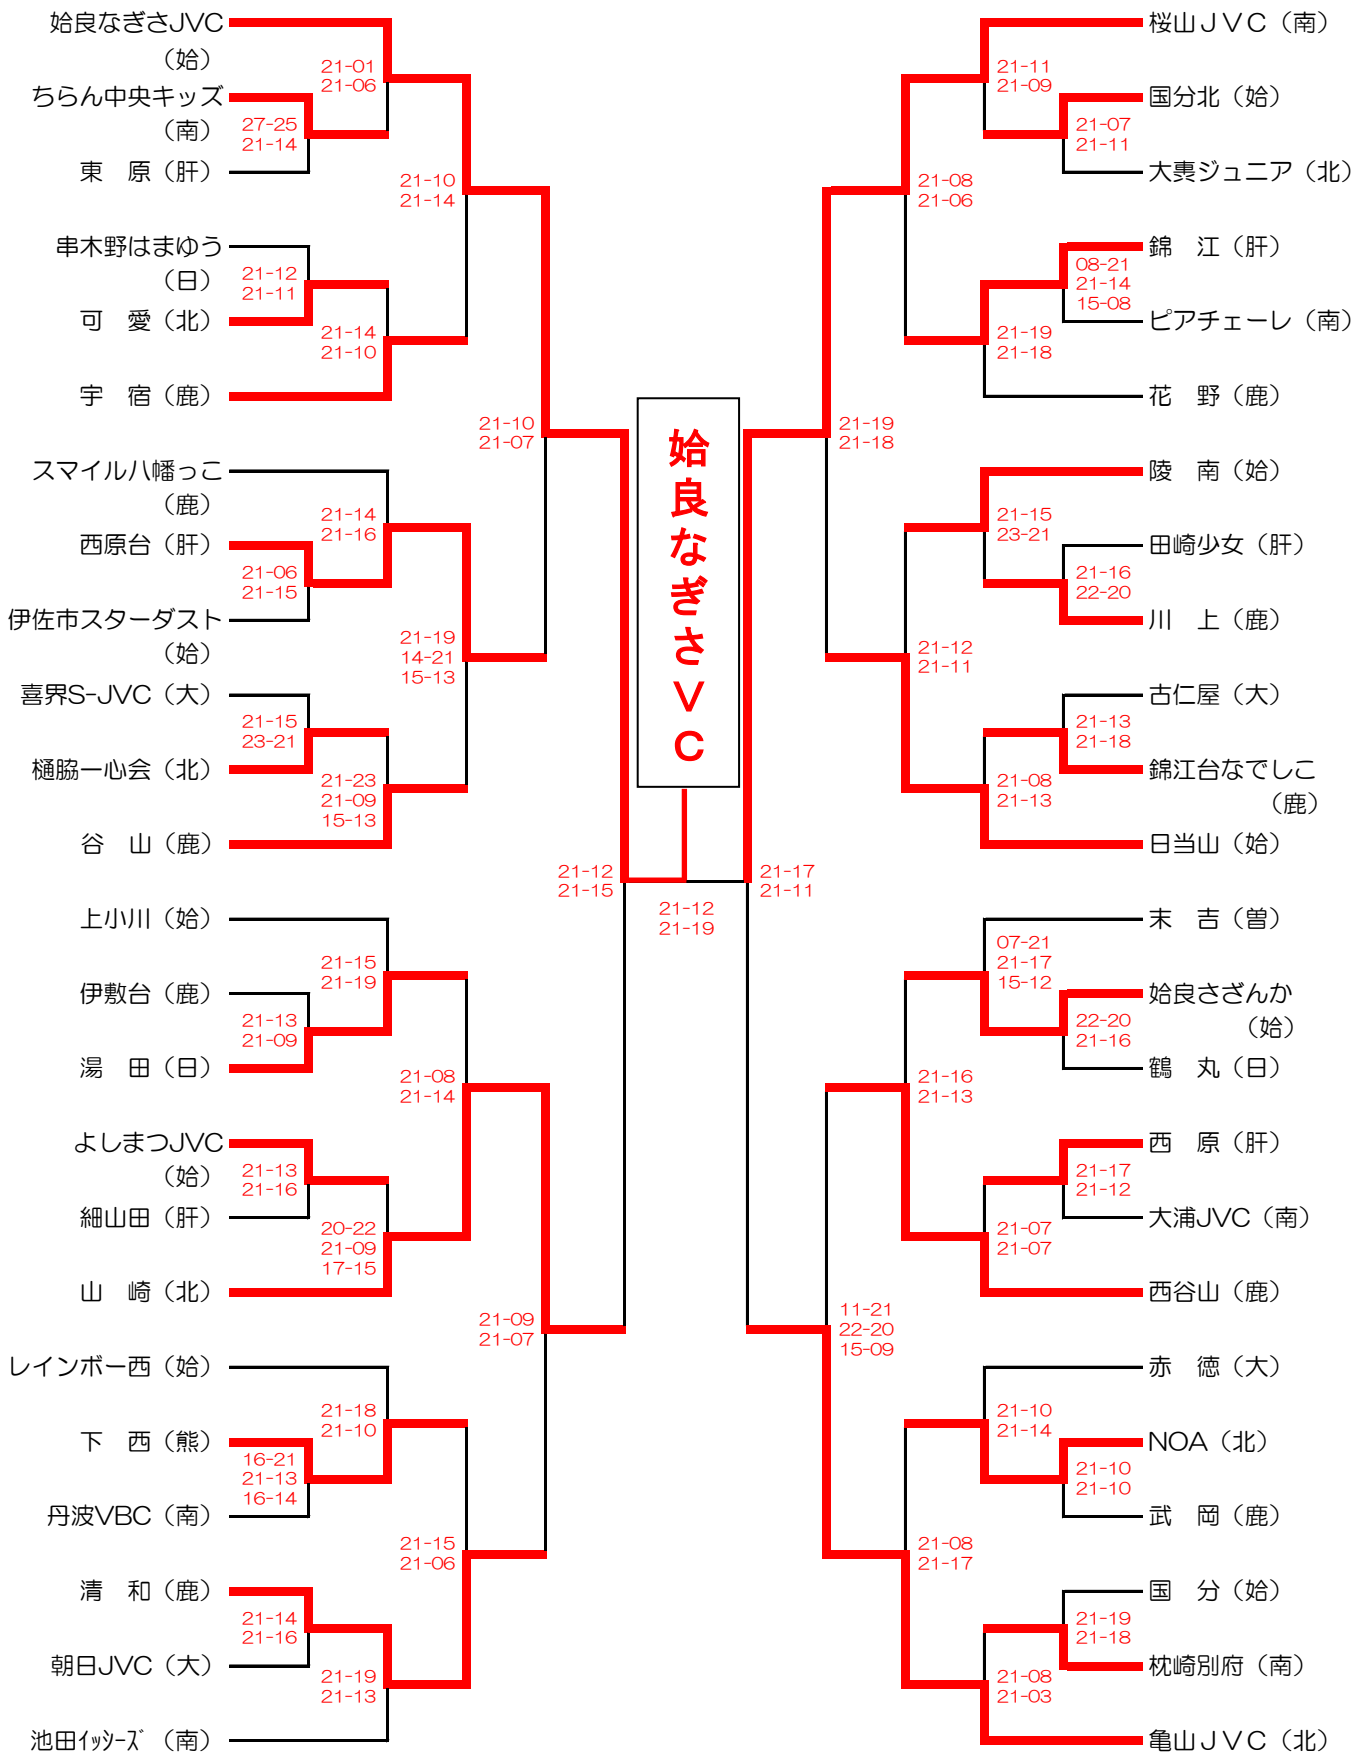 姶良なぎさJVC
（姶）
21-01
21-06
ちらん中央キッズ
（南）
27-25
21-14
東　原（肝）
21-10
21-14
串木野はまゆう
（日）
21-12
21-11
可　愛（北）
21-14
21-10
宇　宿（鹿）
21-10
21-07
スマイル八幡っこ
（鹿）
21-14
21-16
西原台（肝）
21-06
21-15
伊佐市スターダスト
（姶）
21-19
14-21
15-13
喜界S-JVC（大）
21-15
23-21
樋脇一心会（北）
21-23
21-09
15-13
谷　山（鹿）
21-12
21-15
上小川（姶）
21-15
21-19
伊敷台（鹿）
21-13
21-09
湯　田（日）
21-08
21-14
よしまつJVC
（姶）
21-13
21-16
細山田（肝）
20-22
21-09
17-15
山　崎（北）
21-09
21-07
レインボー西（姶）
21-18
21-10
下　西（熊）
16-21
21-13
16-14
丹波VBC（南）
21-15
21-06
清　和（鹿）
21-14
21-16
朝日JVC（大）
21-19
21-13
池田ｲｯｼｰｽﾞ（南）
姶良なぎさVC
21-12
21-19
桜山ＪＶＣ（南）
21-11
21-09
国分北（姶）
21-07
21-11
大奭ジュニア（北）
21-08
21-06
錦　江（肝）
08-21
21-14
15-08
ピアチェーレ（南）
21-19
21-18
花　野（鹿）
21-19
21-18
陵　南（姶）
21-15
23-21
田崎少女（肝）
21-16
22-20
川　上（鹿）
21-12
21-11
古仁屋（大）
21-13
21-18
錦江台なでしこ
（鹿）
21-08
21-13
日当山（姶）
21-17
21-11
末　吉（曽）
07-21
21-17
15-12
姶良さざんか
（姶）
22-20
21-16
鶴　丸（日）
21-16
21-13
西　原（肝）
21-17
21-12
大浦JVC（南）
21-07
21-07
西谷山（鹿）
11-21
22-20
15-09
赤　徳（大）
21-10
21-14
NOA（北）
21-10
21-10
武　岡（鹿）
21-08
21-17
国　分（姶）
21-19
21-18
枕崎別府（南）
21-08
21-03
亀山ＪＶＣ（北）